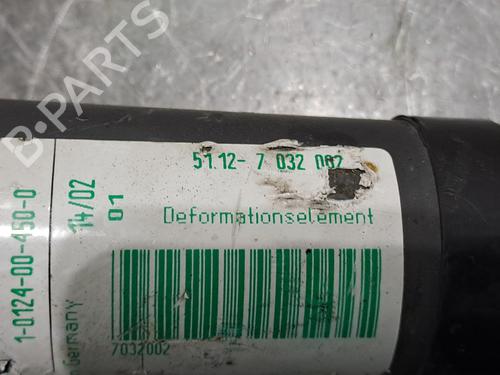 B-PARTS
51.12- 7 032 002
Deformationselement
7032002
14/02
01
1-0124-00-450-0
Germany